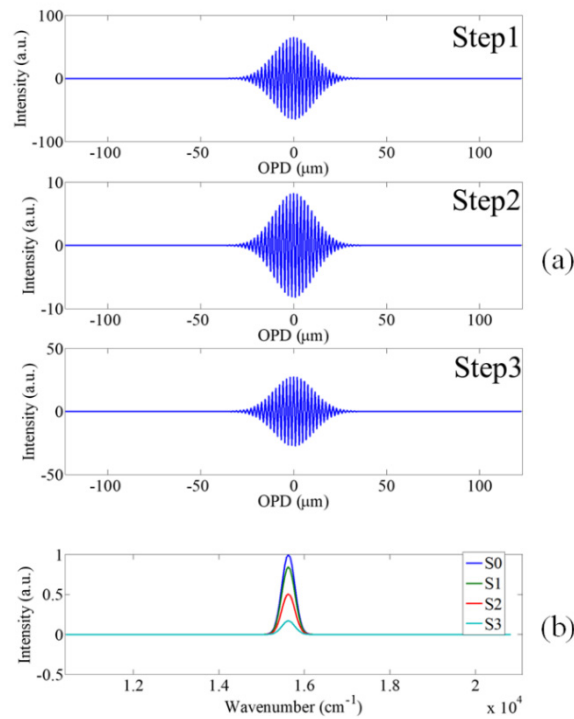 100
0
-100
Intensity (a.u.)
Step1
-100 -50 0 50 100
OPD (μm)
10
0
-10
Intensity (a.u.)
Step2
-100 -50 0 50 100
OPD (μm)
(a)
50
0
-50
Intensity (a.u.)
Step3
-100 -50 0 50 100
OPD (μm)
1
0.5
0
-0.5
Intensity (a.u.)
S0
S1
S2
S3
(b)
1.2 1.4 1.6 1.8 2
Wavenumber (cm⁻¹)
x 10⁴